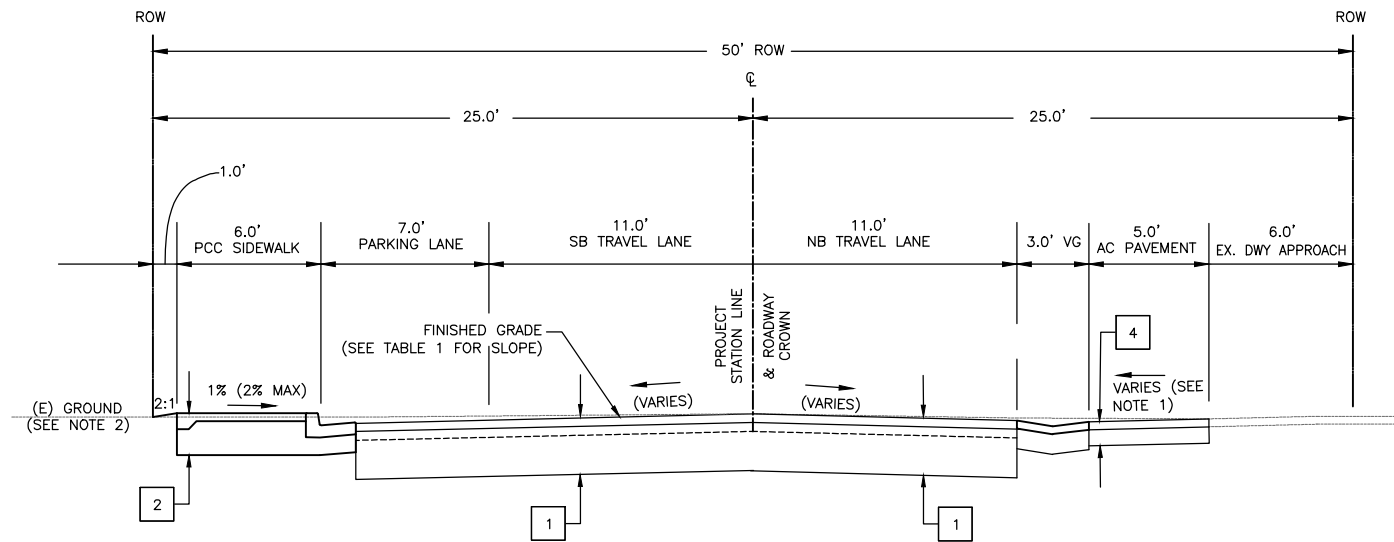 ROW
ROW
50' ROW
℄
25.0'
25.0'
1.0'
6.0'
PCC SIDEWALK
7.0'
PARKING LANE
11.0'
SB TRAVEL LANE
11.0'
NB TRAVEL LANE
3.0' VG
5.0'
AC PAVEMENT
6.0'
EX. DWY APPROACH
PROJECT
STATION LINE
& ROADWAY
CROWN
FINISHED GRADE
(SEE TABLE 1 FOR SLOPE)
4
2:1
1% (2% MAX)
(VARIES)
(VARIES)
VARIES (SEE
NOTE 1)
(E) GROUND
(SEE NOTE 2)
2
1
1